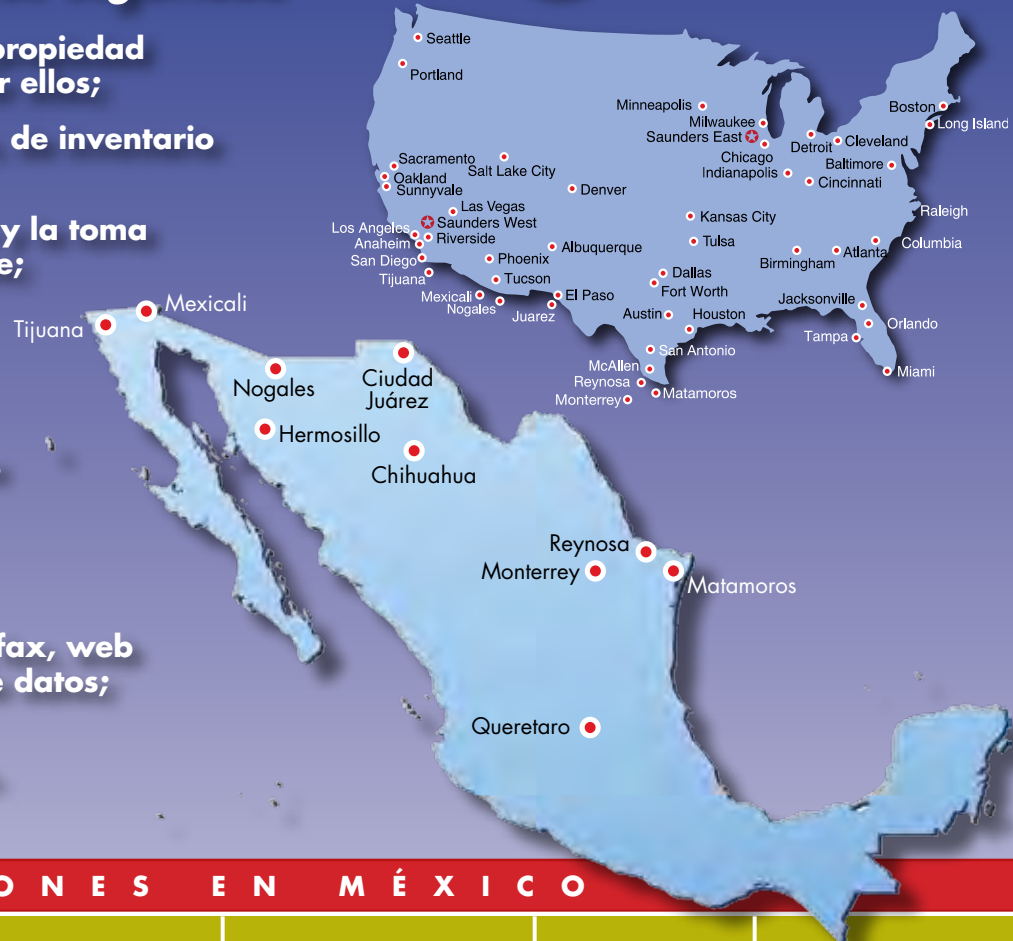 propiedad
r ellos;
de inventario
y la toma
e;
fax, web
e datos;
Seattle
Portland
Minneapolis
Milwaukee
Saunders East
Chicago
Indianapolis
Detroit
Cleveland
Boston
Long Island
Baltimore
Cincinnati
Sacramento
Oakland
Sunnyvale
Salt Lake City
Denver
Las Vegas
Saunders West
Los Angeles
Riverside
Anaheim
San Diego
Tijuana
Phoenix
Tucson
Mexicali
Nogales
Albuquerque
El Paso
Juarez
Kansas City
Tulsa
Dallas
Fort Worth
Austin
Houston
San Antonio
McAllen
Reynosa
Monterrey
Matamoros
Raleigh
Columbia
Atlanta
Birmingham
Jacksonville
Orlando
Tampa
Miami
Mexicali
Tijuana
Nogales
Ciudad
Juárez
Hermosillo
Chihuahua
Reynosa
Monterrey
Matamoros
Queretaro
ONES EN MÉXICO